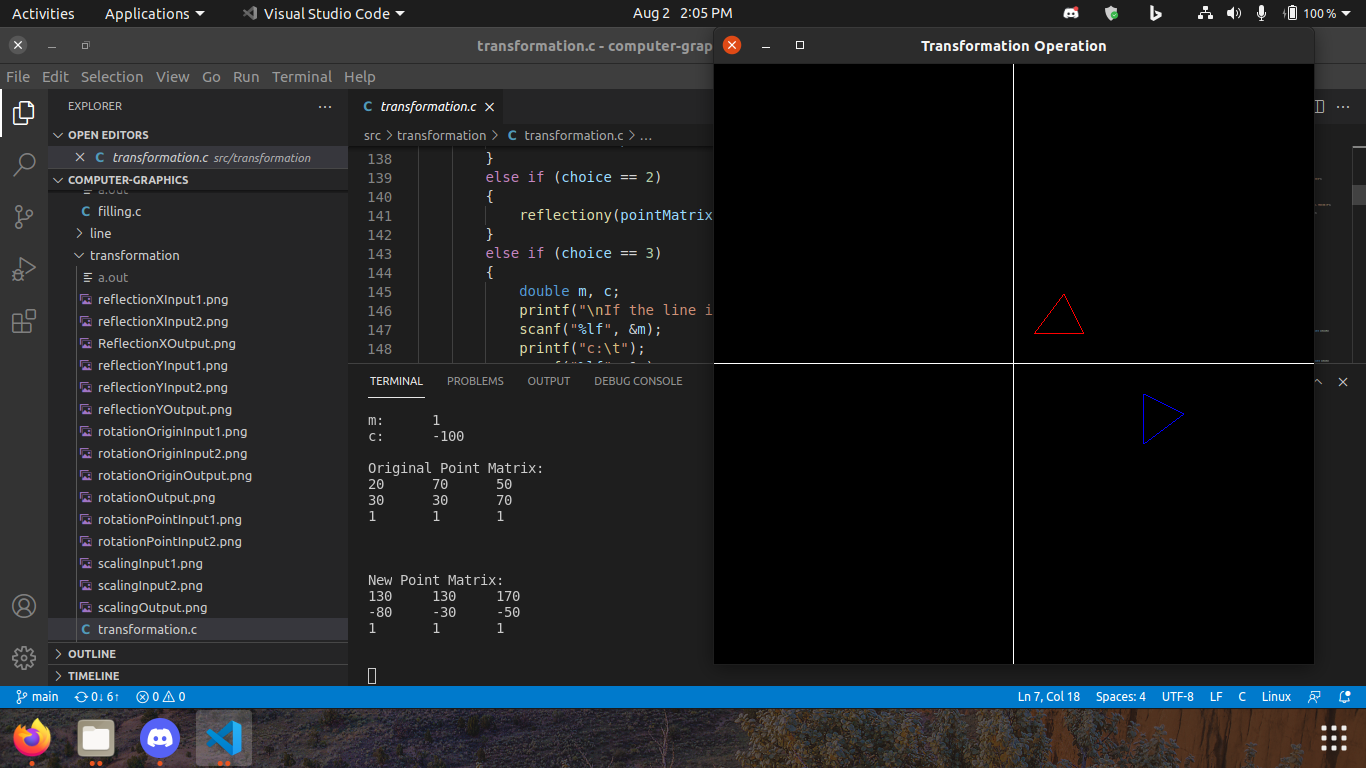 Activities Applications Visual Studio Code Aug 2 2:05 PM 100 %
transformation.c - computer-grap
Transformation Operation
File Edit Selection View Go Run Terminal Help
EXPLORER
OPEN EDITORS
transformation.c src/transformation
COMPUTER-GRAPHICS
a.out
C filling.c
line
transformation
a.out
reflectionXInput1.png
reflectionXInput2.png
ReflectionXOutput.png
reflectionYInput1.png
reflectionYInput2.png
reflectionYOutput.png
rotationOriginInput1.png
rotationOriginInput2.png
rotationOriginOutput.png
rotationOutput.png
rotationPointInput1.png
rotationPointInput2.png
scalingInput1.png
scalingInput2.png
scalingOutput.png
C transformation.c
OUTLINE
TIMELINE
C transformation.c
src > transformation > C transformation.c > ...
138 }
139 else if (choice == 2)
140 {
141 reflectiony(pointMatrix
142 }
143 else if (choice == 3)
144 {
145 double m, c;
146 printf("\nIf the line i
147 scanf("%lf", &m);
148 printf("c:\t");
TERMINAL PROBLEMS OUTPUT DEBUG CONSOLE
m: 1
c: -100
Original Point Matrix:
20 70 50
30 30 70
1 1 1
New Point Matrix:
130 130 170
-80 -30 -50
1 1 1
main 0↓ 6↑ 0 0 Ln 7, Col 18 Spaces: 4 UTF-8 LF C Linux